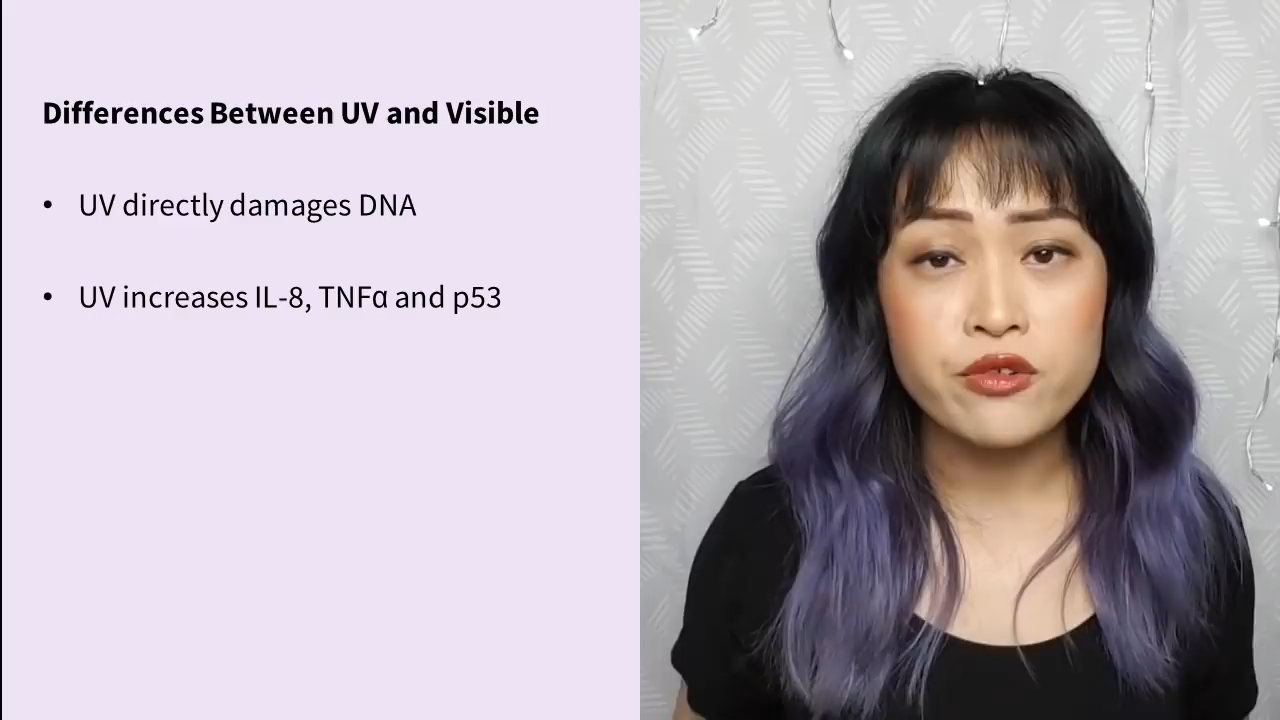 Differences Between UV and Visible
• UV directly damages DNA
• UV increases IL-8, TNFα and p53